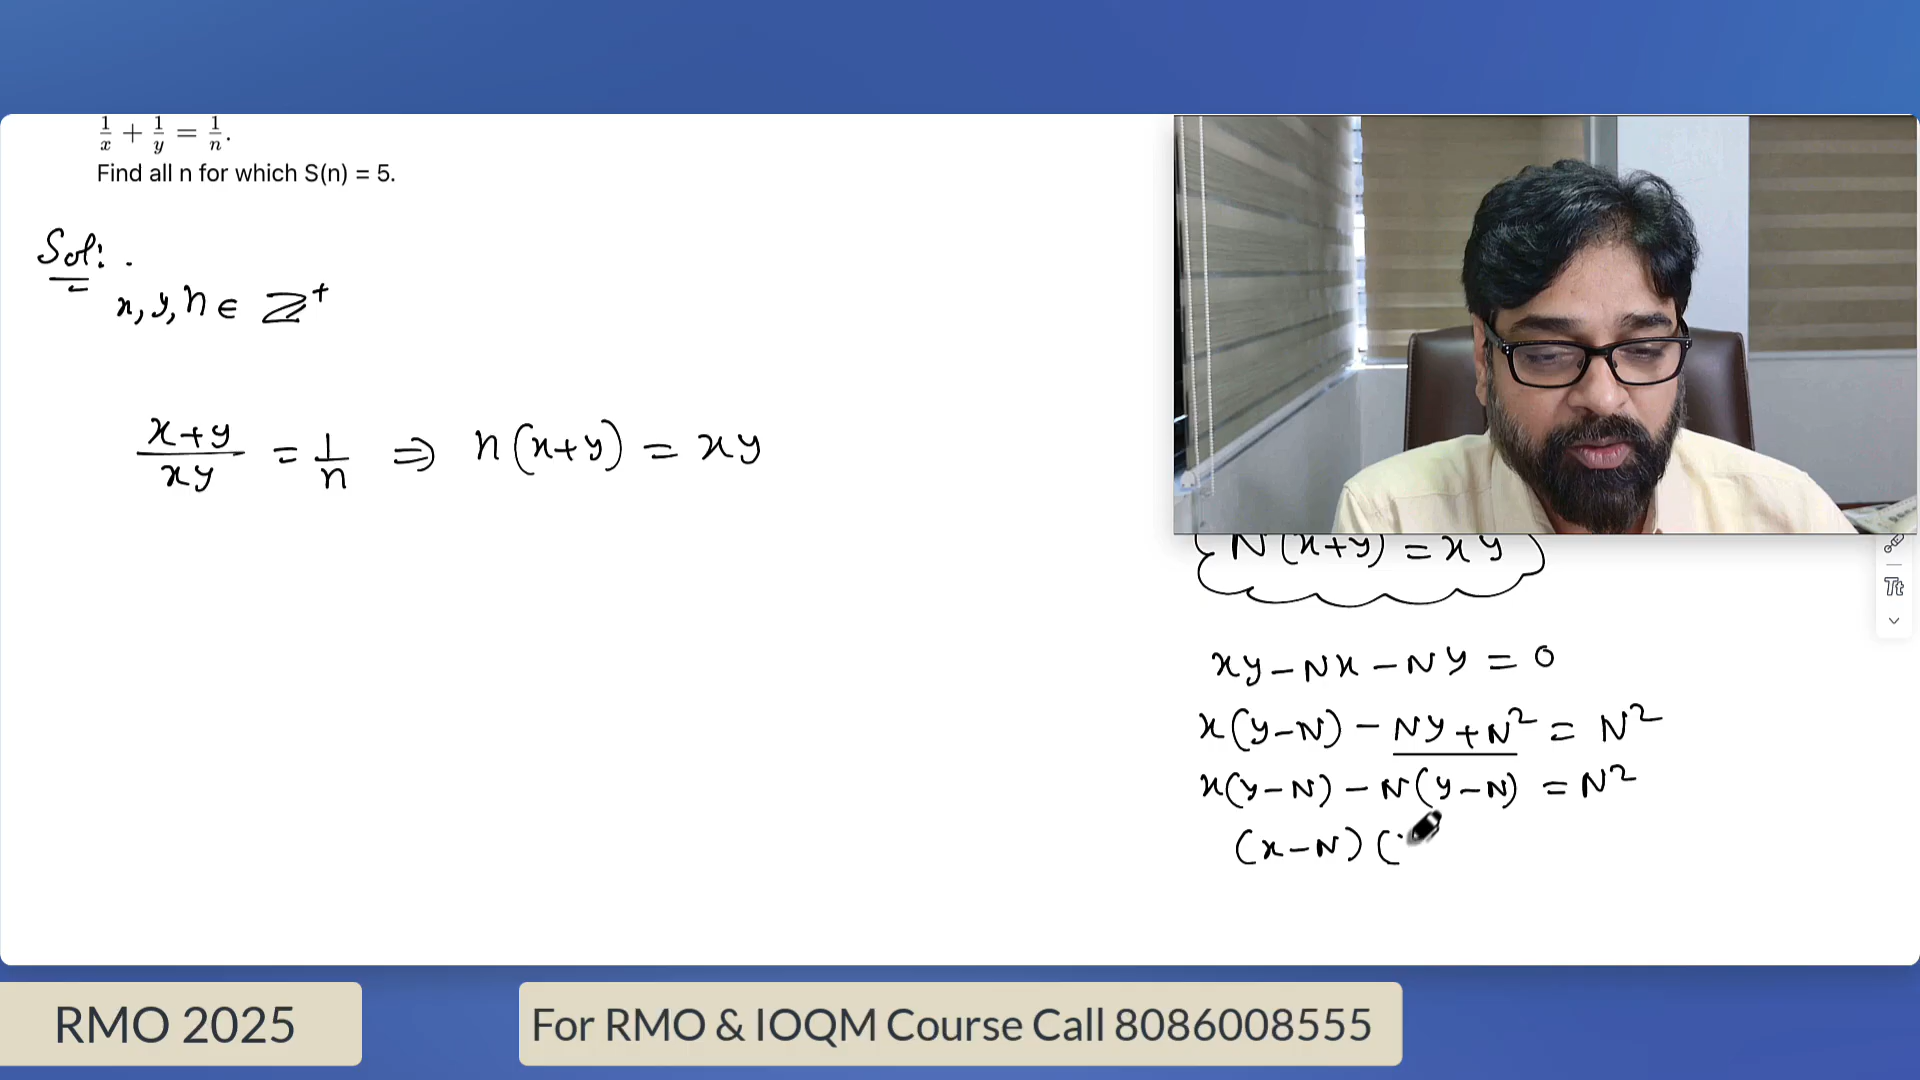 1/x + 1/y = 1/n.
Find all n for which S(n) = 5.
Sol: .
x, y, n ∈ Z⁺
(x+y)/(xy) = 1/n ⇒ n(x+y) = xy
N(x+y) = xy
xy – Nx – Ny = 0
x(y–N) – Ny + N² = N²
x(y–N) – N(y–N) = N²
(x–N) (
Tt
RMO 2025
For RMO & IOQM Course Call 8086008555